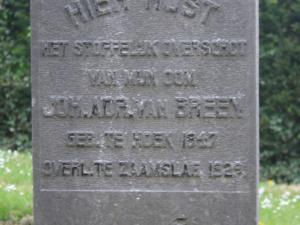 HIER RUST
HET STOFFELIJK OVERSCHOT
VAN MIJN OOM
JOH. ADR. VAN BREEN
GEB. TE HOEK 1847
OVERL. TE ZAAMSLAG